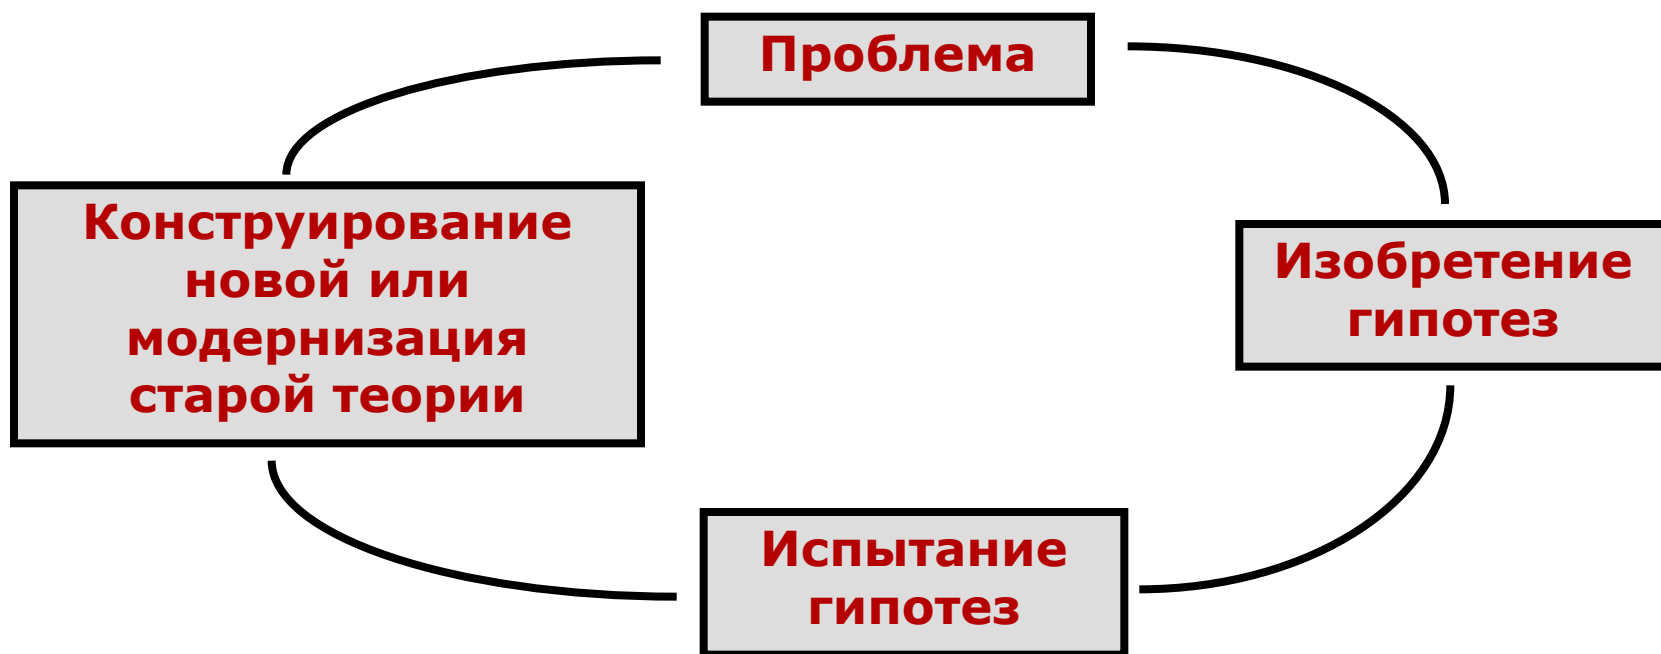 Проблема
Конструирование
новой или
модернизация
старой теории
Изобретение
гипотез
Испытание
гипотез